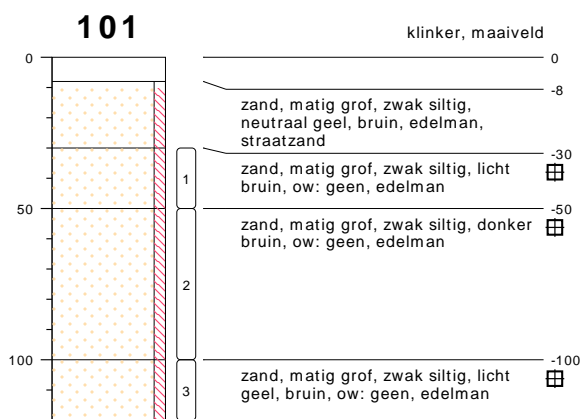 101
klinker, maaiveld
0
0
-8
zand, matig grof, zwak siltig,
neutraal geel, bruin, edelman,
straatzand
-30
zand, matig grof, zwak siltig, licht
bruin, ow: geen, edelman
1
50
-50
zand, matig grof, zwak siltig, donker
bruin, ow: geen, edelman
2
100
-100
zand, matig grof, zwak siltig, licht
geel, bruin, ow: geen, edelman
3